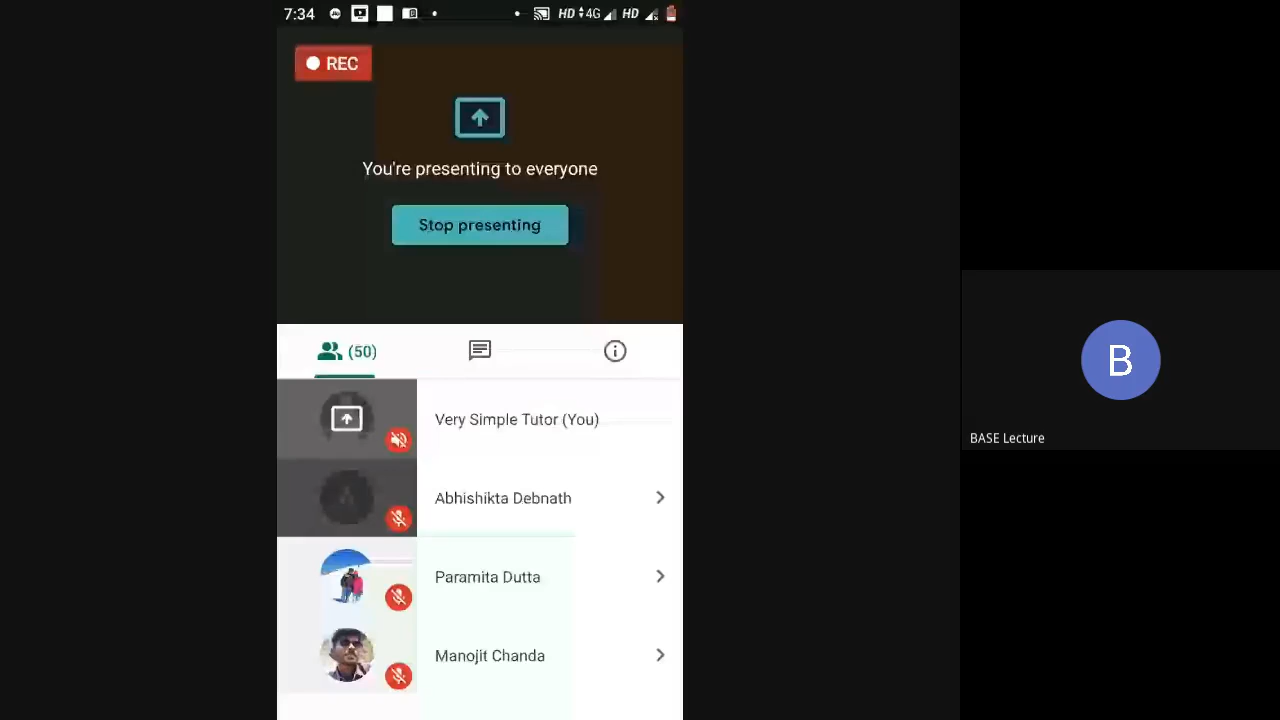 7:34 HD 4G HD
REC
You're presenting to everyone
Stop presenting
(50)
Very Simple Tutor (You)
Abhishikta Debnath
Paramita Dutta
Manojit Chanda
B
BASE Lecture